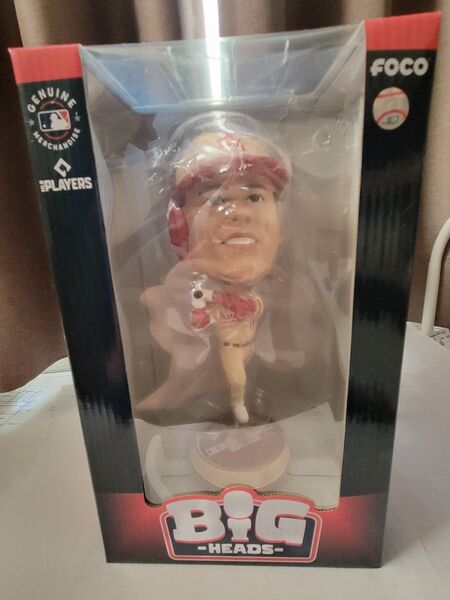 GENUINE
MERCHANDISE
PLAYERS
FOCO
BIG
-HEADS-